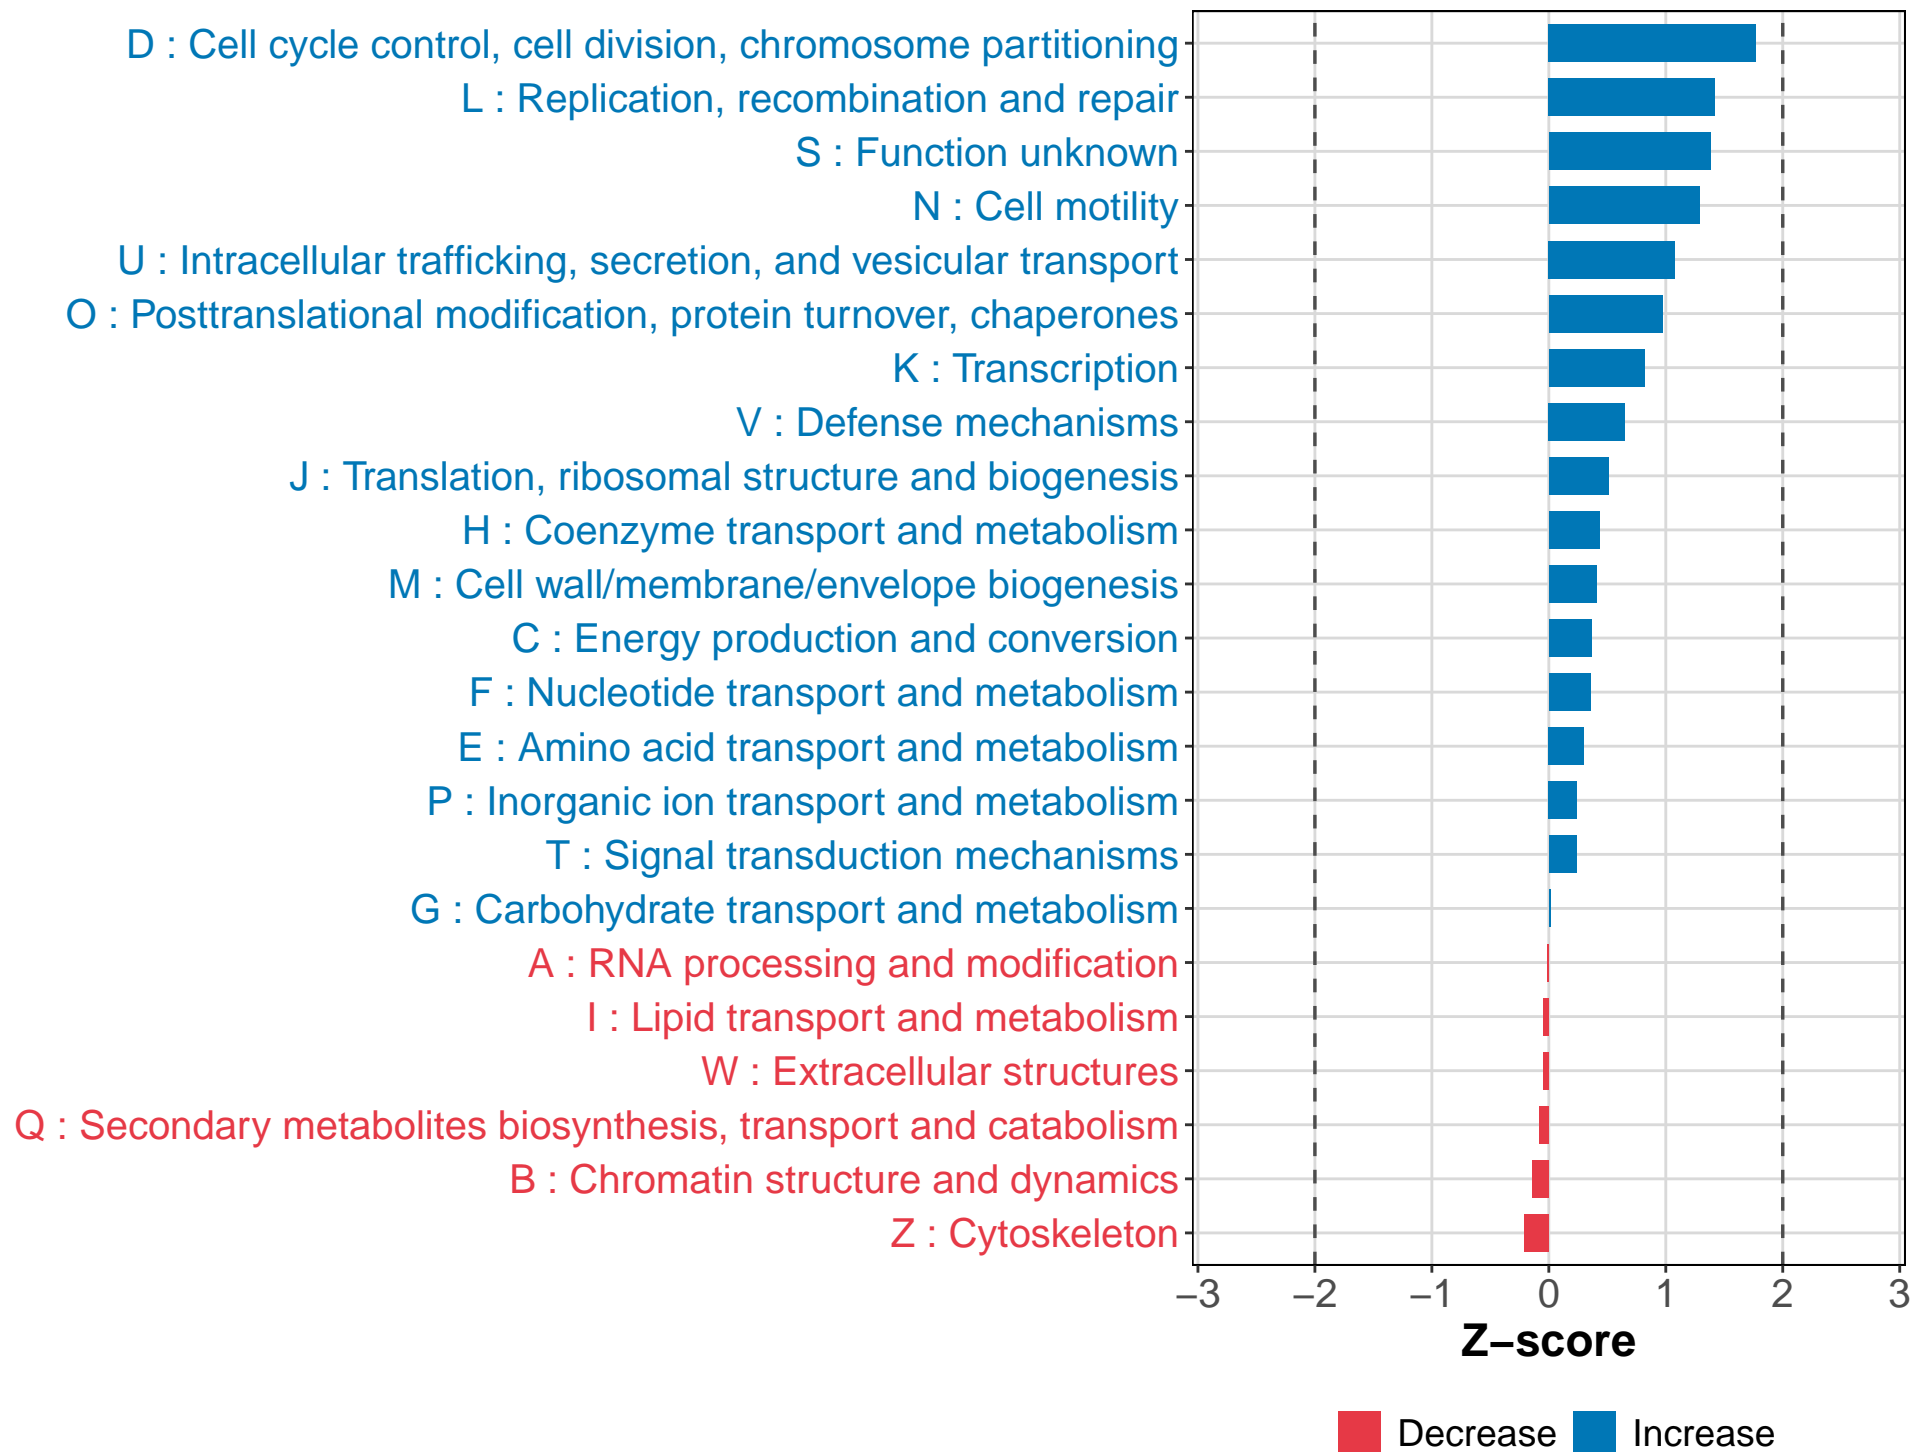 D : Cell cycle control, cell division, chromosome partitioning
L : Replication, recombination and repair
S : Function unknown
N : Cell motility
U : Intracellular trafficking, secretion, and vesicular transport
O : Posttranslational modification, protein turnover, chaperones
K : Transcription
V : Defense mechanisms
J : Translation, ribosomal structure and biogenesis
H : Coenzyme transport and metabolism
M : Cell wall/membrane/envelope biogenesis
C : Energy production and conversion
F : Nucleotide transport and metabolism
E : Amino acid transport and metabolism
P : Inorganic ion transport and metabolism
T : Signal transduction mechanisms
G : Carbohydrate transport and metabolism
A : RNA processing and modification
I : Lipid transport and metabolism
W : Extracellular structures
Q : Secondary metabolites biosynthesis, transport and catabolism
B : Chromatin structure and dynamics
Z : Cytoskeleton
−3 −2 −1 0 1 2 3
Z−score
Decrease Increase